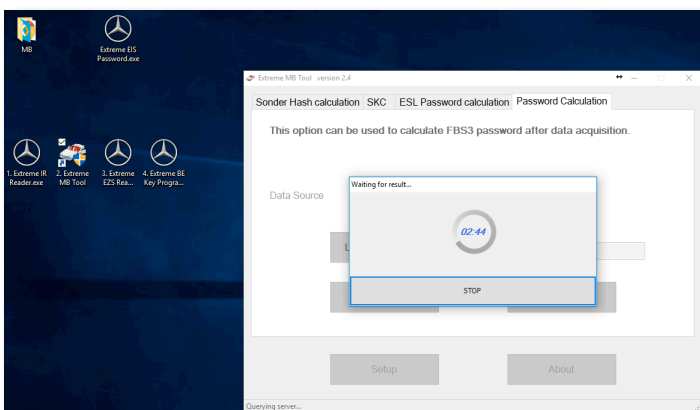 MB
Extreme EIS
Password.exe
1. Extreme IR
Reader.exe
2. Extreme
MB Tool
3. Extreme
EZS Rea...
4. Extreme BE
Key Progra...
Extreme MB Tool version 2.4
Sonder Hash calculation SKC ESL Password calculation Password Calculation
This option can be used to calculate FBS3 password after data acquisition.
Data Source
Waiting for result...
02:44
L
STOP
Setup
About
Querying server...